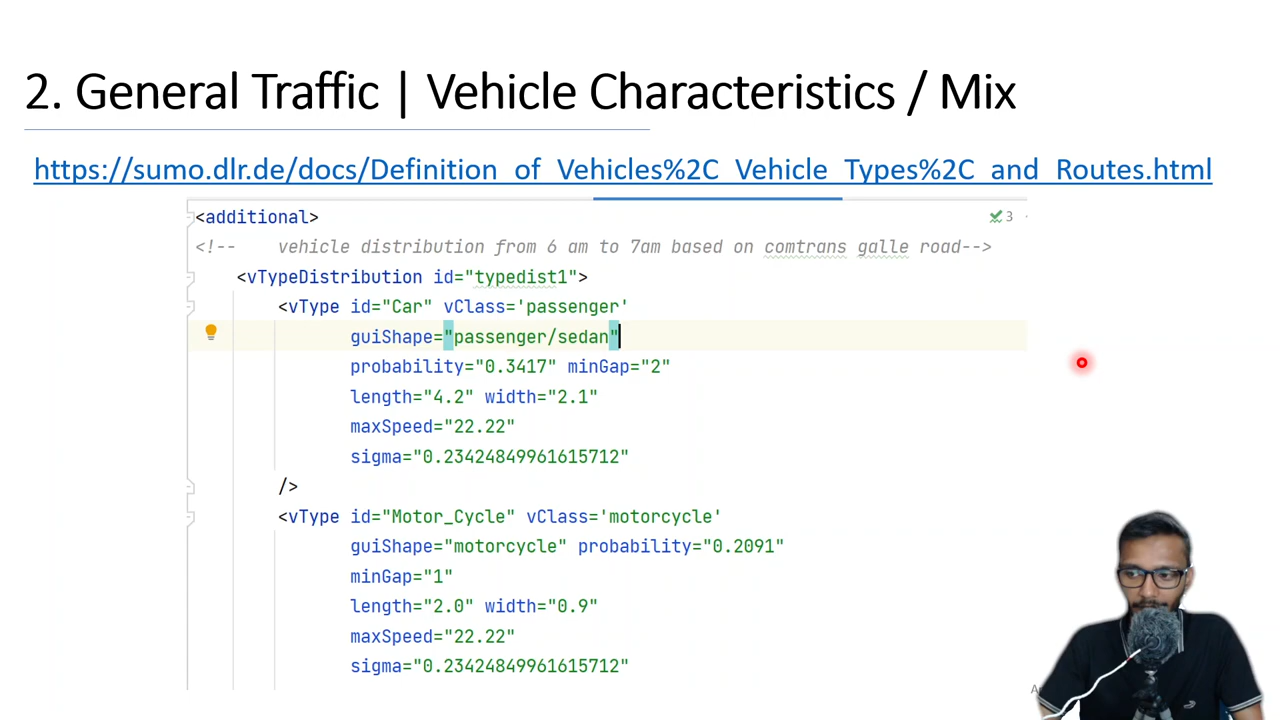 2. General Traffic | Vehicle Characteristics / Mix
https://sumo.dlr.de/docs/Definition_of_Vehicles%2C_Vehicle_Types%2C_and_Routes.html
<additional>
3
<!-- vehicle distribution from 6 am to 7am based on comtrans galle road-->
<vTypeDistribution id="typedist1">
<vType id="Car" vClass='passenger'
guiShape="passenger/sedan"
probability="0.3417" minGap="2"
length="4.2" width="2.1"
maxSpeed="22.22"
sigma="0.23424849961615712"
/>
<vType id="Motor_Cycle" vClass='motorcycle'
guiShape="motorcycle" probability="0.2091"
minGap="1"
length="2.0" width="0.9"
maxSpeed="22.22"
sigma="0.23424849961615712"